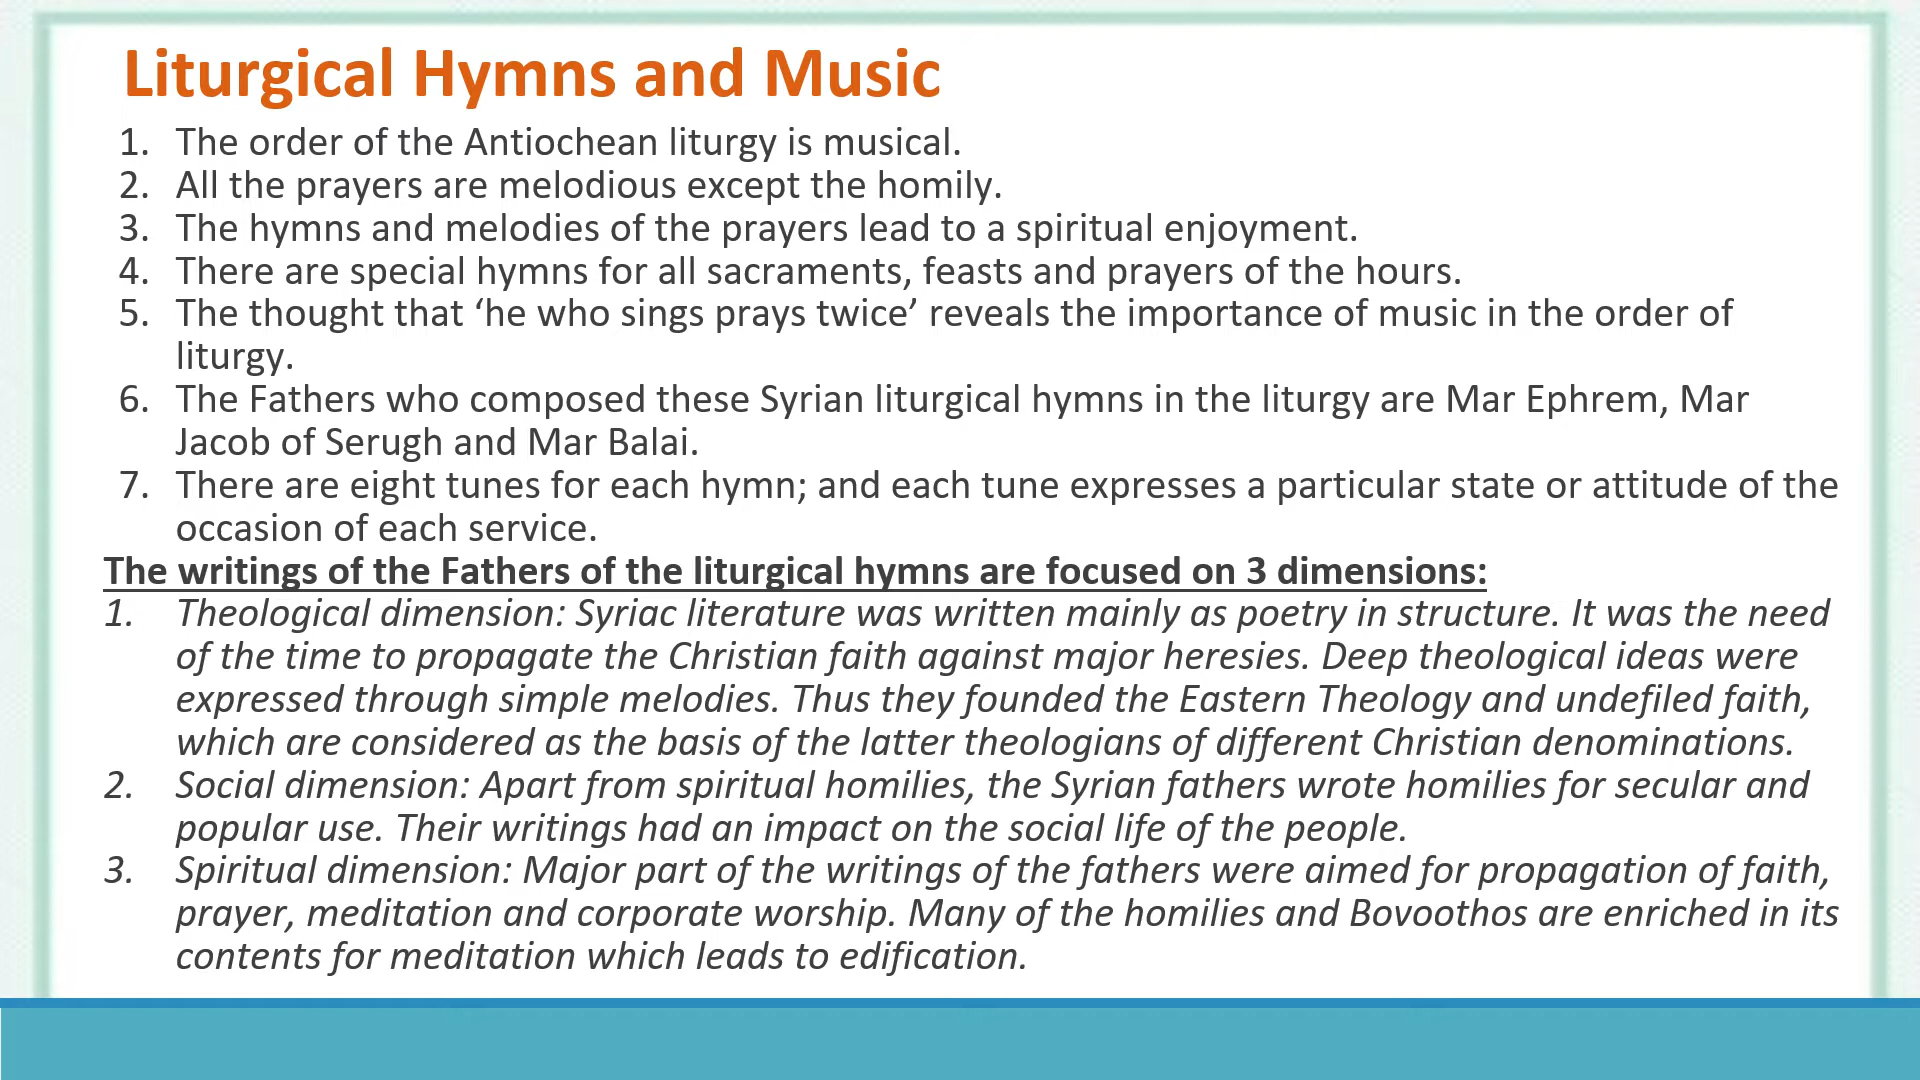 Liturgical Hymns and Music
1. The order of the Antiochean liturgy is musical.
2. All the prayers are melodious except the homily.
3. The hymns and melodies of the prayers lead to a spiritual enjoyment.
4. There are special hymns for all sacraments, feasts and prayers of the hours.
5. The thought that ‘he who sings prays twice’ reveals the importance of music in the order of
liturgy.
6. The Fathers who composed these Syrian liturgical hymns in the liturgy are Mar Ephrem, Mar
Jacob of Serugh and Mar Balai.
7. There are eight tunes for each hymn; and each tune expresses a particular state or attitude of the
occasion of each service.
The writings of the Fathers of the liturgical hymns are focused on 3 dimensions:
1. Theological dimension: Syriac literature was written mainly as poetry in structure. It was the need
of the time to propagate the Christian faith against major heresies. Deep theological ideas were
expressed through simple melodies. Thus they founded the Eastern Theology and undefiled faith,
which are considered as the basis of the latter theologians of different Christian denominations.
2. Social dimension: Apart from spiritual homilies, the Syrian fathers wrote homilies for secular and
popular use. Their writings had an impact on the social life of the people.
3. Spiritual dimension: Major part of the writings of the fathers were aimed for propagation of faith,
prayer, meditation and corporate worship. Many of the homilies and Bovoothos are enriched in its
contents for meditation which leads to edification.